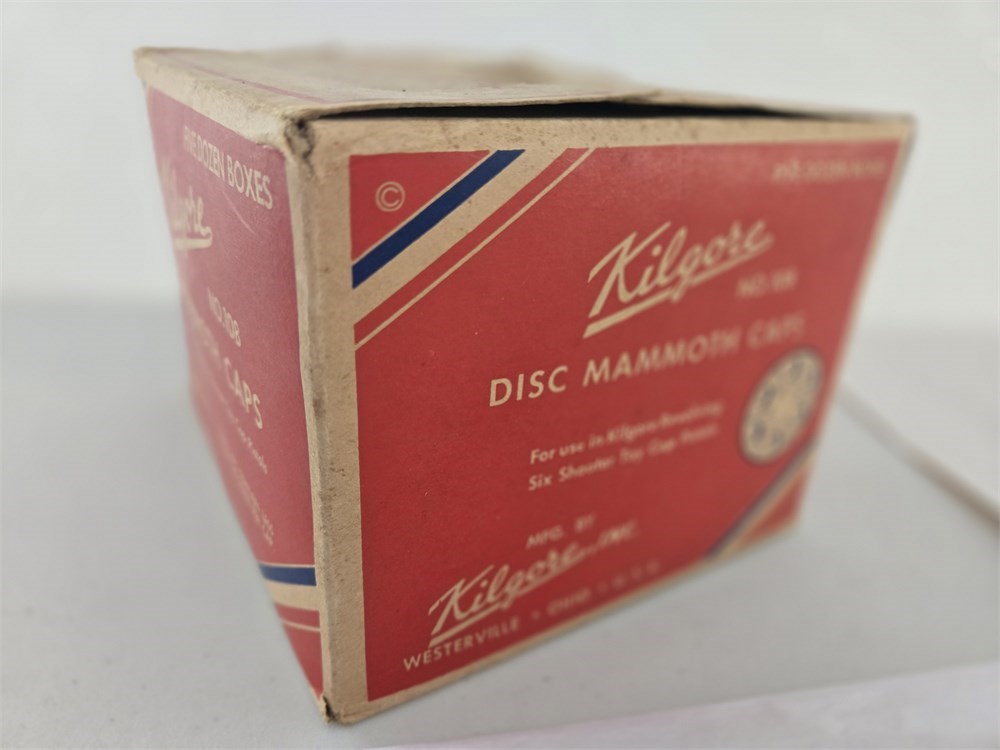 FIVE DOZEN BOXES
Kilgore
NO. 108
CAPS
©
Kilgore
NO. 108
DISC MAMMOTH CAPS
For use in Kilgore
Six Shooter Toy Cap Pistols
MFG. BY
Kilgore, INC.
WESTERVILLE OHIO